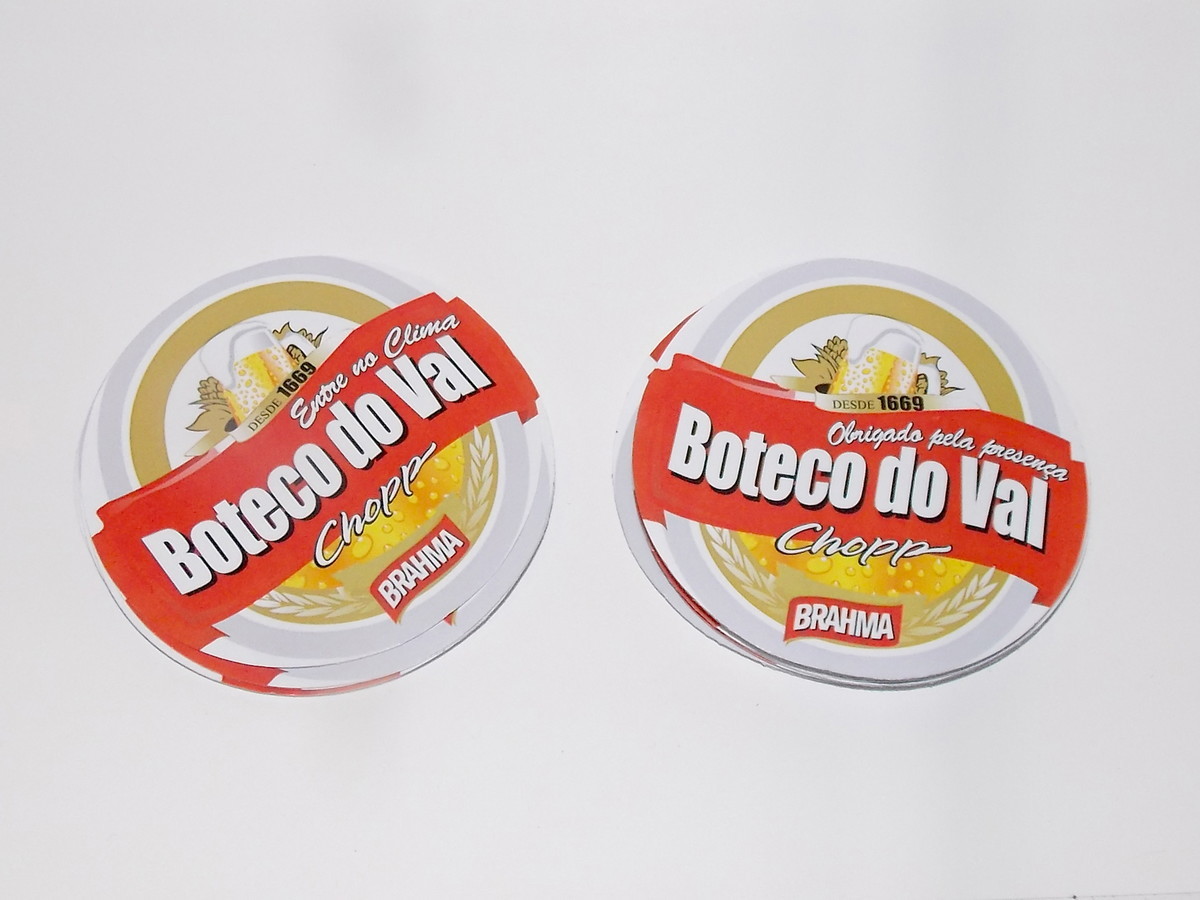 DESDE 1669
Entre no Clima
Boteco do Val
Chopp
BRAHMA
DESDE 1669
Obrigado pela presença
Boteco do Val
Chopp
BRAHMA